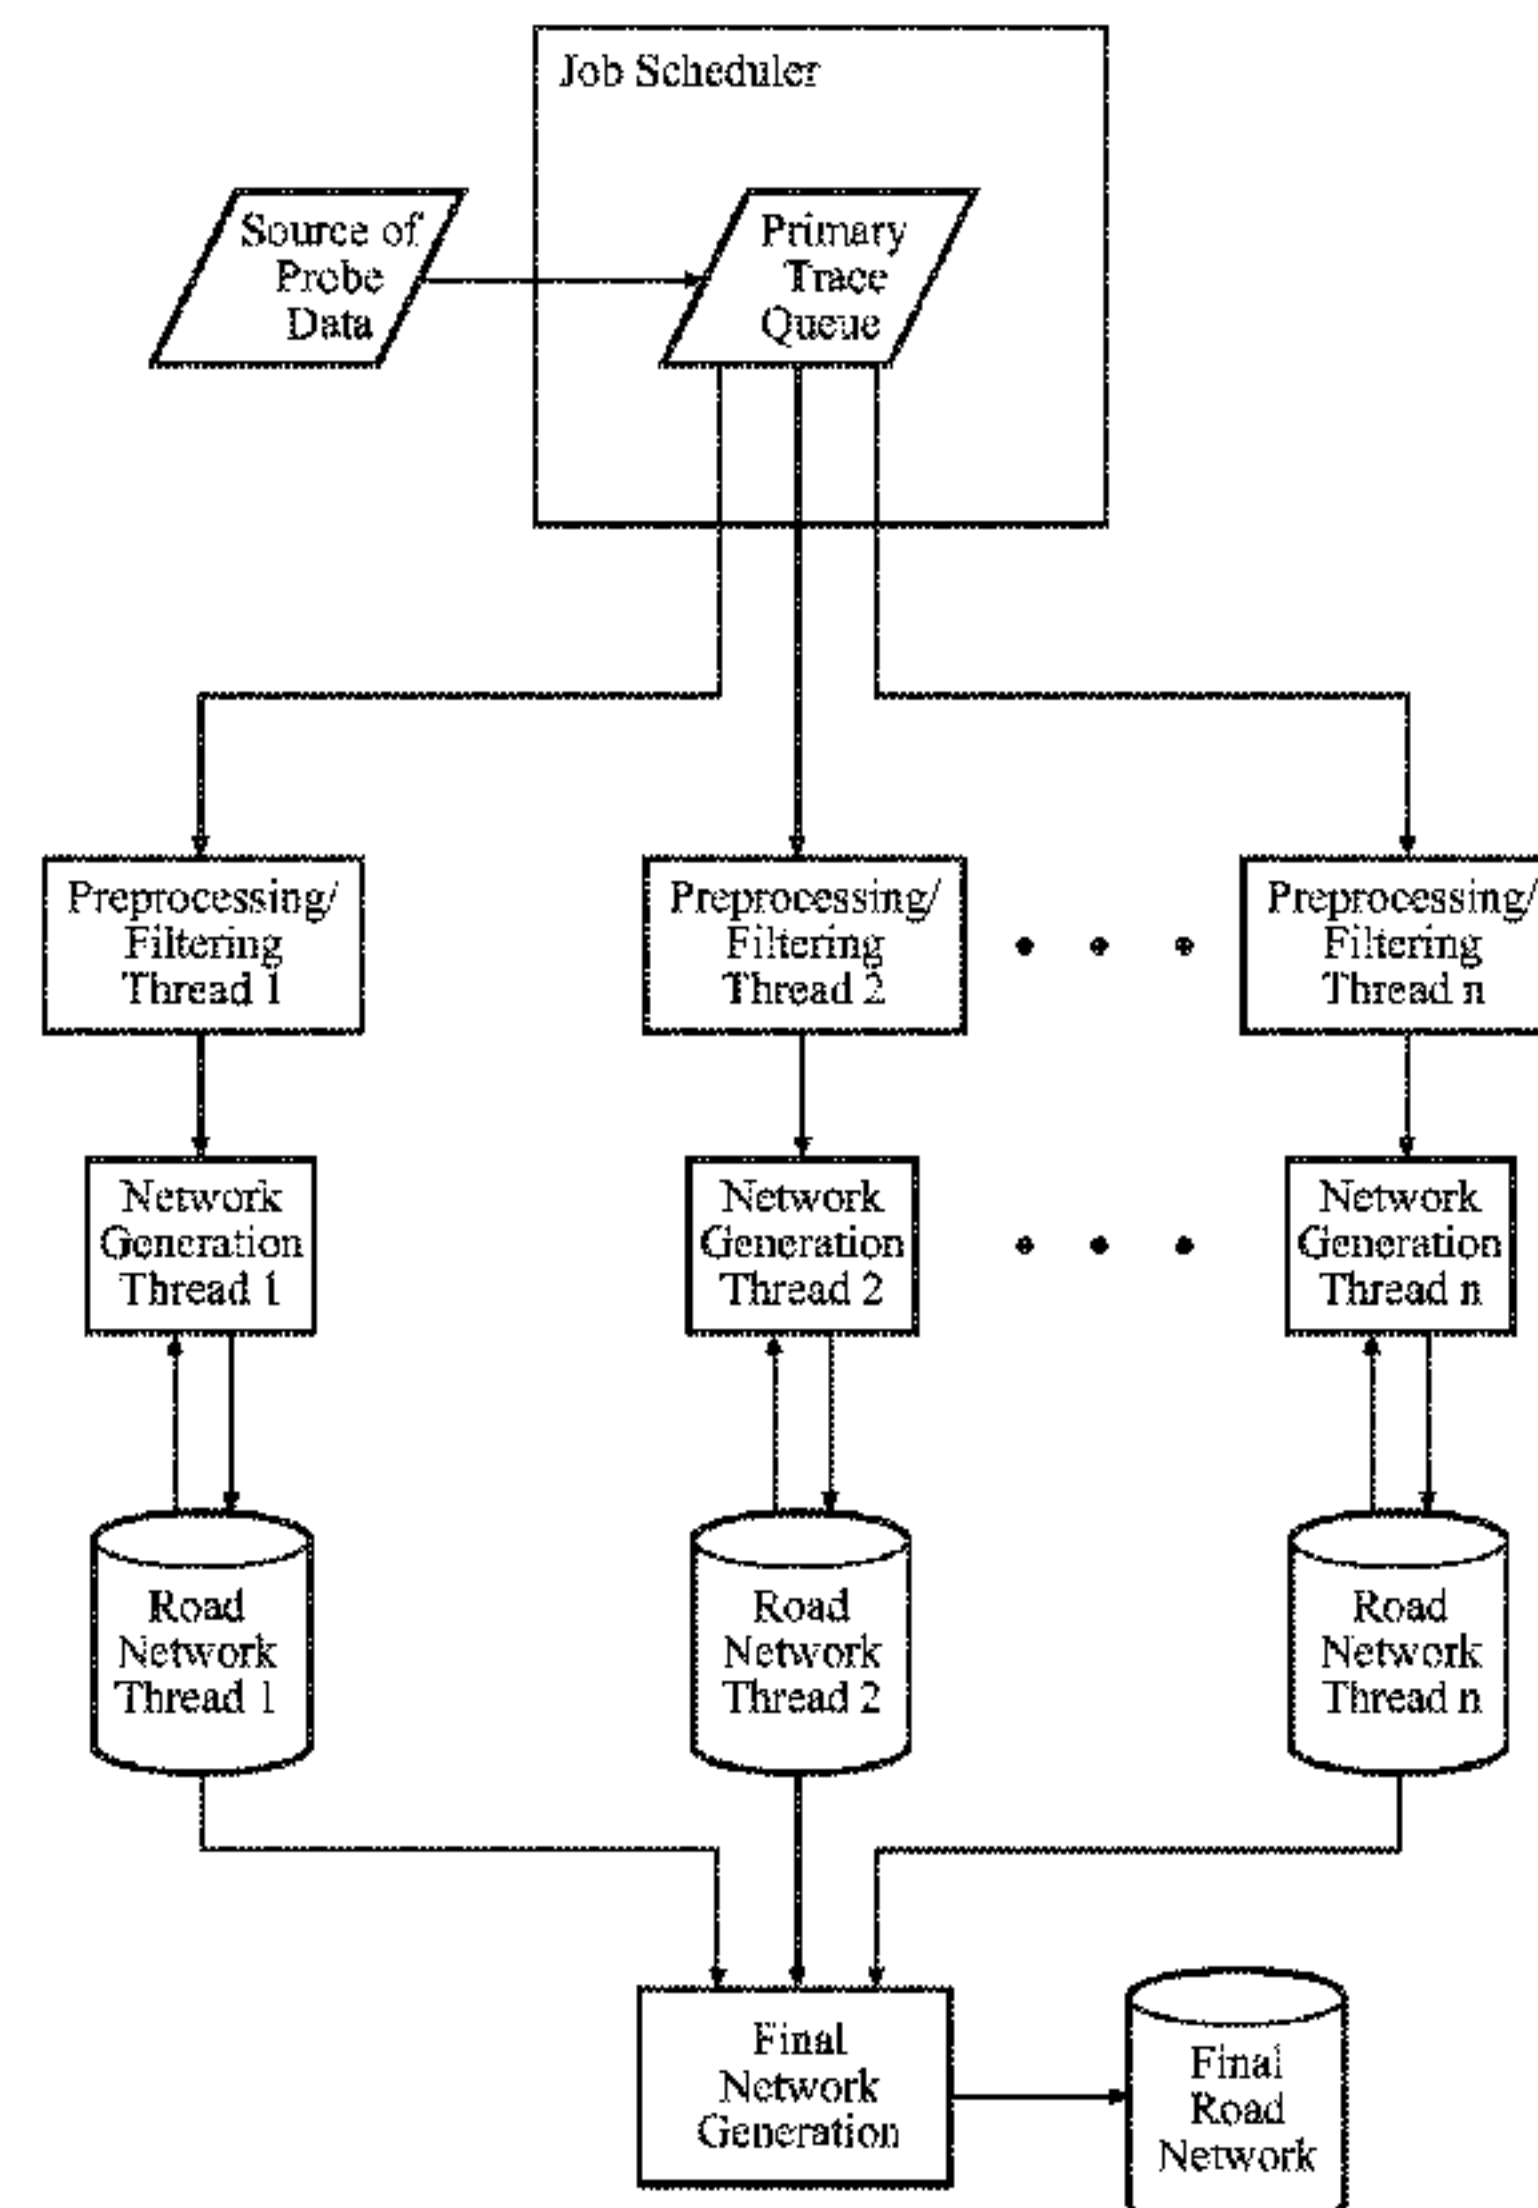 Job Scheduler
Source of
Probe
Data
Primary
Trace
Queue
Preprocessing/
Filtering
Thread 1
Preprocessing/
Filtering
Thread 2
Preprocessing/
Filtering
Thread n
Network
Generation
Thread 1
Network
Generation
Thread 2
Network
Generation
Thread n
Road
Network
Thread 1
Road
Network
Thread 2
Road
Network
Thread n
Final
Network
Generation
Final
Road
Network